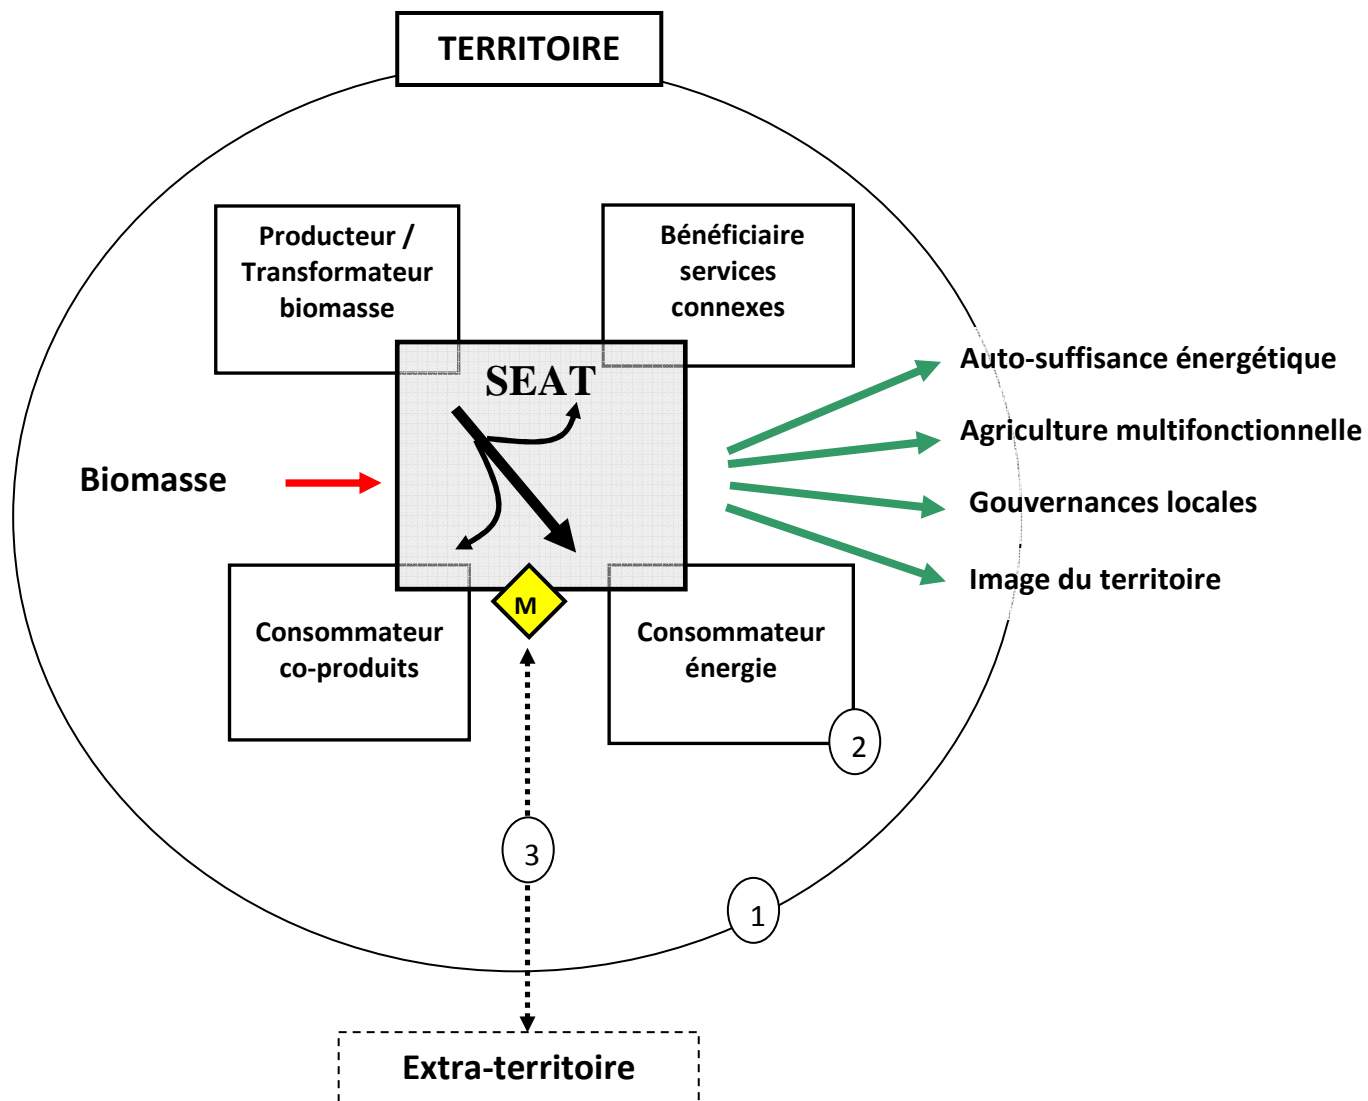 TERRITOIRE
Producteur /
Transformateur
biomasse
Bénéficiaire
services
connexes
SEAT
Biomasse
Auto-suffisance énergétique
Agriculture multifonctionnelle
Gouvernances locales
Image du territoire
M
Consommateur
co-produits
Consommateur
énergie
2
3
1
Extra-territoire